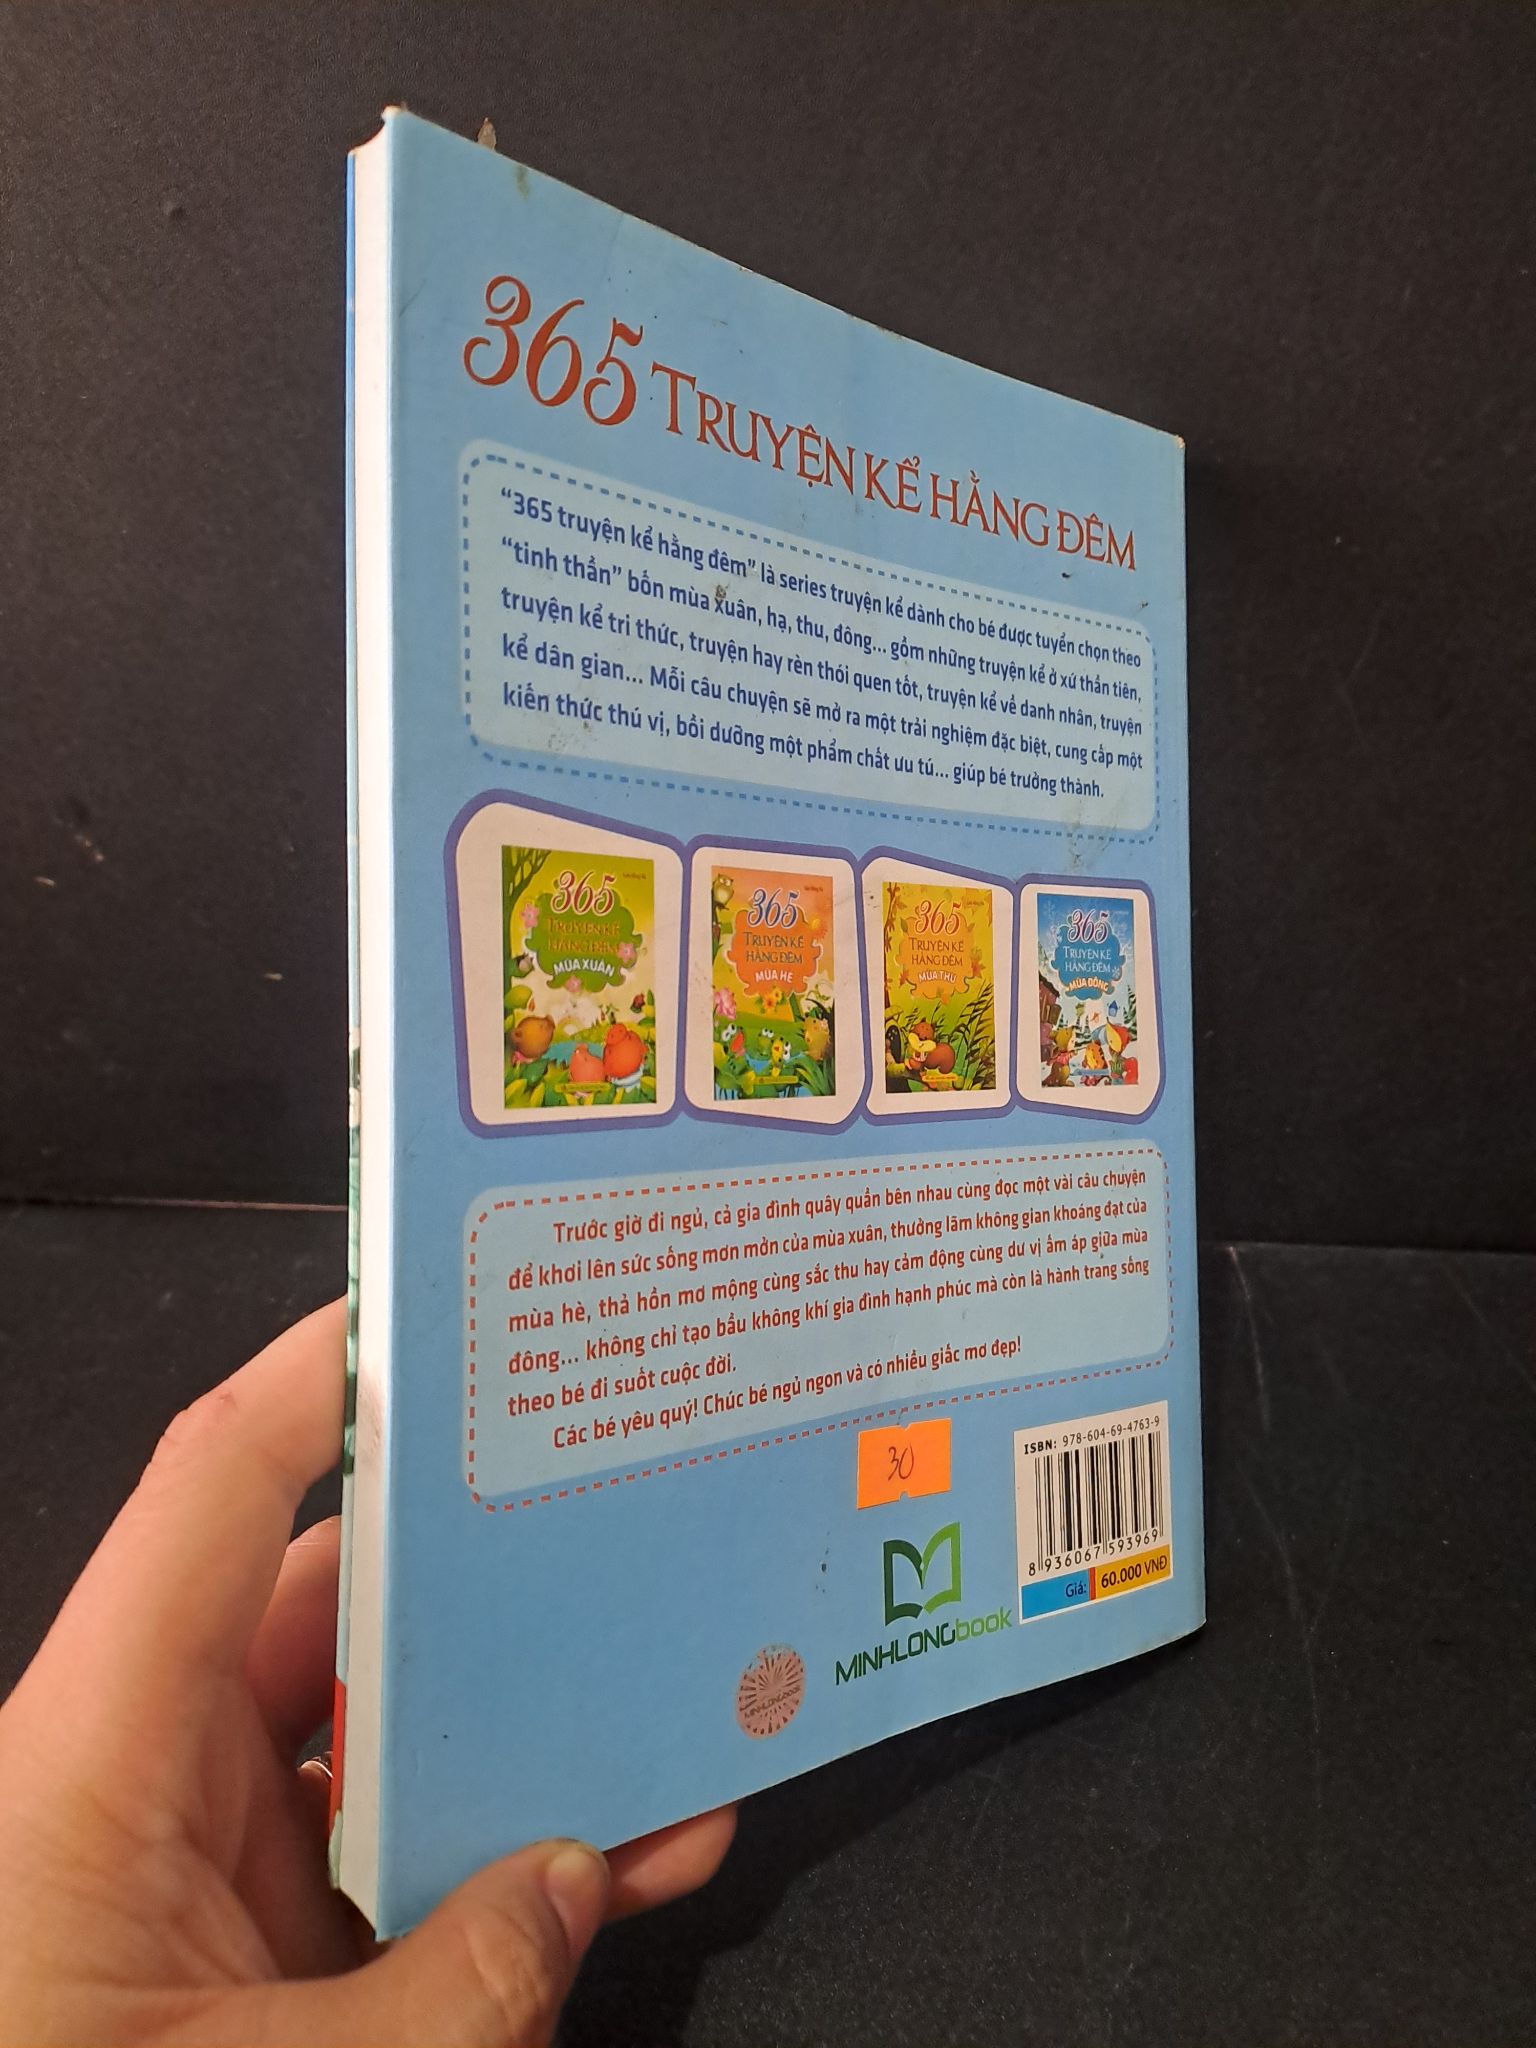 365 TRUYỆN KỂ HẰNG ĐÊM
“365 truyện kể hằng đêm” là series truyện kể dành cho bé được tuyển chọn theo
“tinh thần” bốn mùa xuân, hạ, thu, đông... gồm những truyện kể ở xứ thần tiên,
truyện kể tri thức, truyện hay rèn thói quen tốt, truyện kể về danh nhân, truyện
kể dân gian... Mỗi câu chuyện sẽ mở ra một trải nghiệm đặc biệt, cung cấp một
kiến thức thú vị, bồi dưỡng một phẩm chất ưu tú... giúp bé trưởng thành.
365
TRUYỆN KỂ
HẰNG ĐÊM
MÙA XUÂN
365
TRUYỆN KỂ
HẰNG ĐÊM
MÙA HÈ
365
TRUYỆN KỂ
HẰNG ĐÊM
MÙA THU
365
TRUYỆN KỂ
HẰNG ĐÊM
MÙA ĐÔNG
Trước giờ đi ngủ, cả gia đình quây quần bên nhau cùng đọc một vài câu chuyện
để khơi lên sức sống mơn mởn của mùa xuân, thưởng lãm không gian khoáng đạt của
mùa hè, thả hồn mơ mộng cùng sắc thu hay cảm động cùng dư vị ấm áp giữa mùa
đông... không chỉ tạo bầu không khí gia đình hạnh phúc mà còn là hành trang sống
theo bé đi suốt cuộc đời.
Các bé yêu quý! Chúc bé ngủ ngon và có nhiều giấc mơ đẹp!
30
ISBN: 978-604-69-4763-9
8 936067 593969
Giá: 60.000 VNĐ
MINHLONGbook
MINHLONGbook